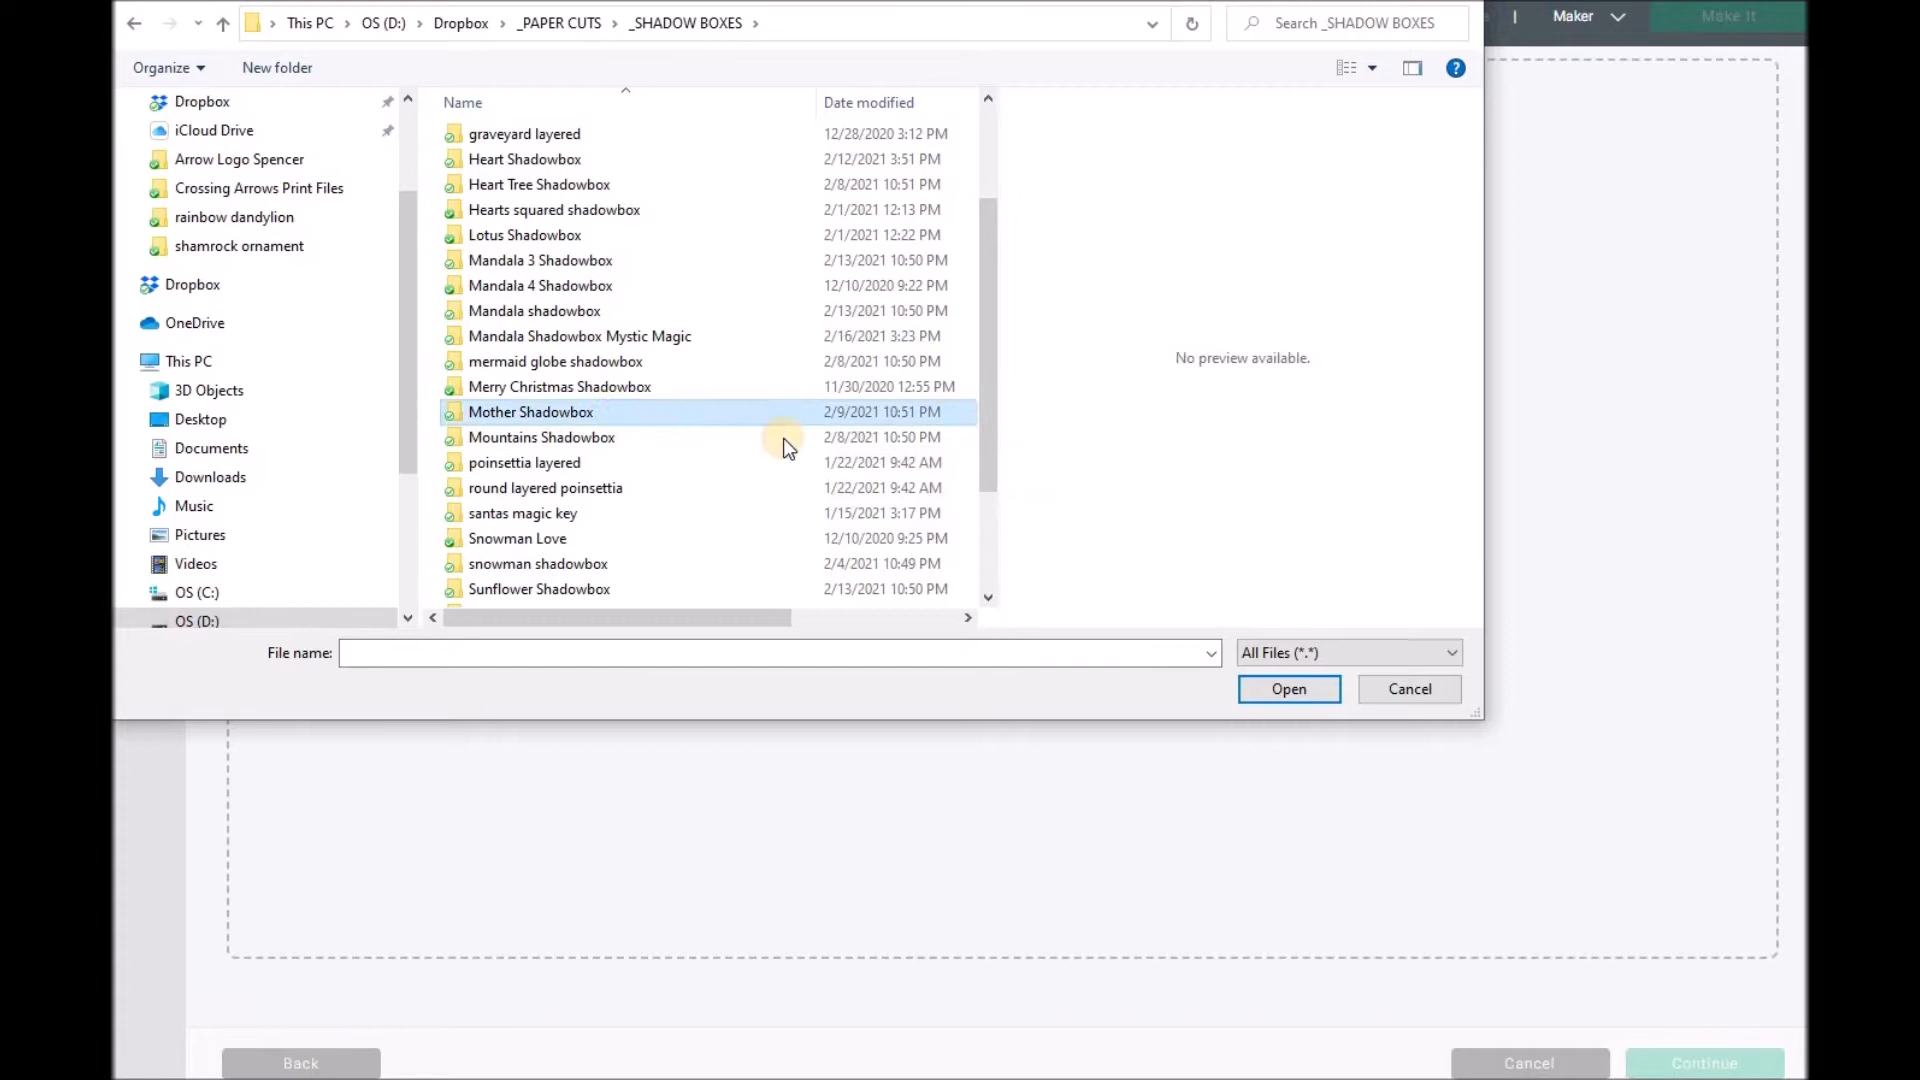 This PC > OS (D:) > Dropbox > _PAPER CUTS > _SHADOW BOXES >
Search _SHADOW BOXES
| Maker
Make It
Organize
New folder
Name
Date modified
Dropbox
iCloud Drive
Arrow Logo Spencer
Crossing Arrows Print Files
rainbow dandylion
shamrock ornament
Dropbox
OneDrive
This PC
3D Objects
Desktop
Documents
Downloads
Music
Pictures
Videos
OS (C:)
OS (D:)
graveyard layered 12/28/2020 3:12 PM
Heart Shadowbox 2/12/2021 3:51 PM
Heart Tree Shadowbox 2/8/2021 10:51 PM
Hearts squared shadowbox 2/1/2021 12:13 PM
Lotus Shadowbox 2/1/2021 12:22 PM
Mandala 3 Shadowbox 2/13/2021 10:50 PM
Mandala 4 Shadowbox 12/10/2020 9:22 PM
Mandala shadowbox 2/13/2021 10:50 PM
Mandala Shadowbox Mystic Magic 2/16/2021 3:23 PM
mermaid globe shadowbox 2/8/2021 10:50 PM
Merry Christmas Shadowbox 11/30/2020 12:55 PM
Mother Shadowbox 2/9/2021 10:51 PM
Mountains Shadowbox 2/8/2021 10:50 PM
poinsettia layered 1/22/2021 9:42 AM
round layered poinsettia 1/22/2021 9:42 AM
santas magic key 1/15/2021 3:17 PM
Snowman Love 12/10/2020 9:25 PM
snowman shadowbox 2/4/2021 10:49 PM
Sunflower Shadowbox 2/13/2021 10:50 PM
No preview available.
File name:
All Files (*.*)
Open
Cancel
Back
Cancel
Continue